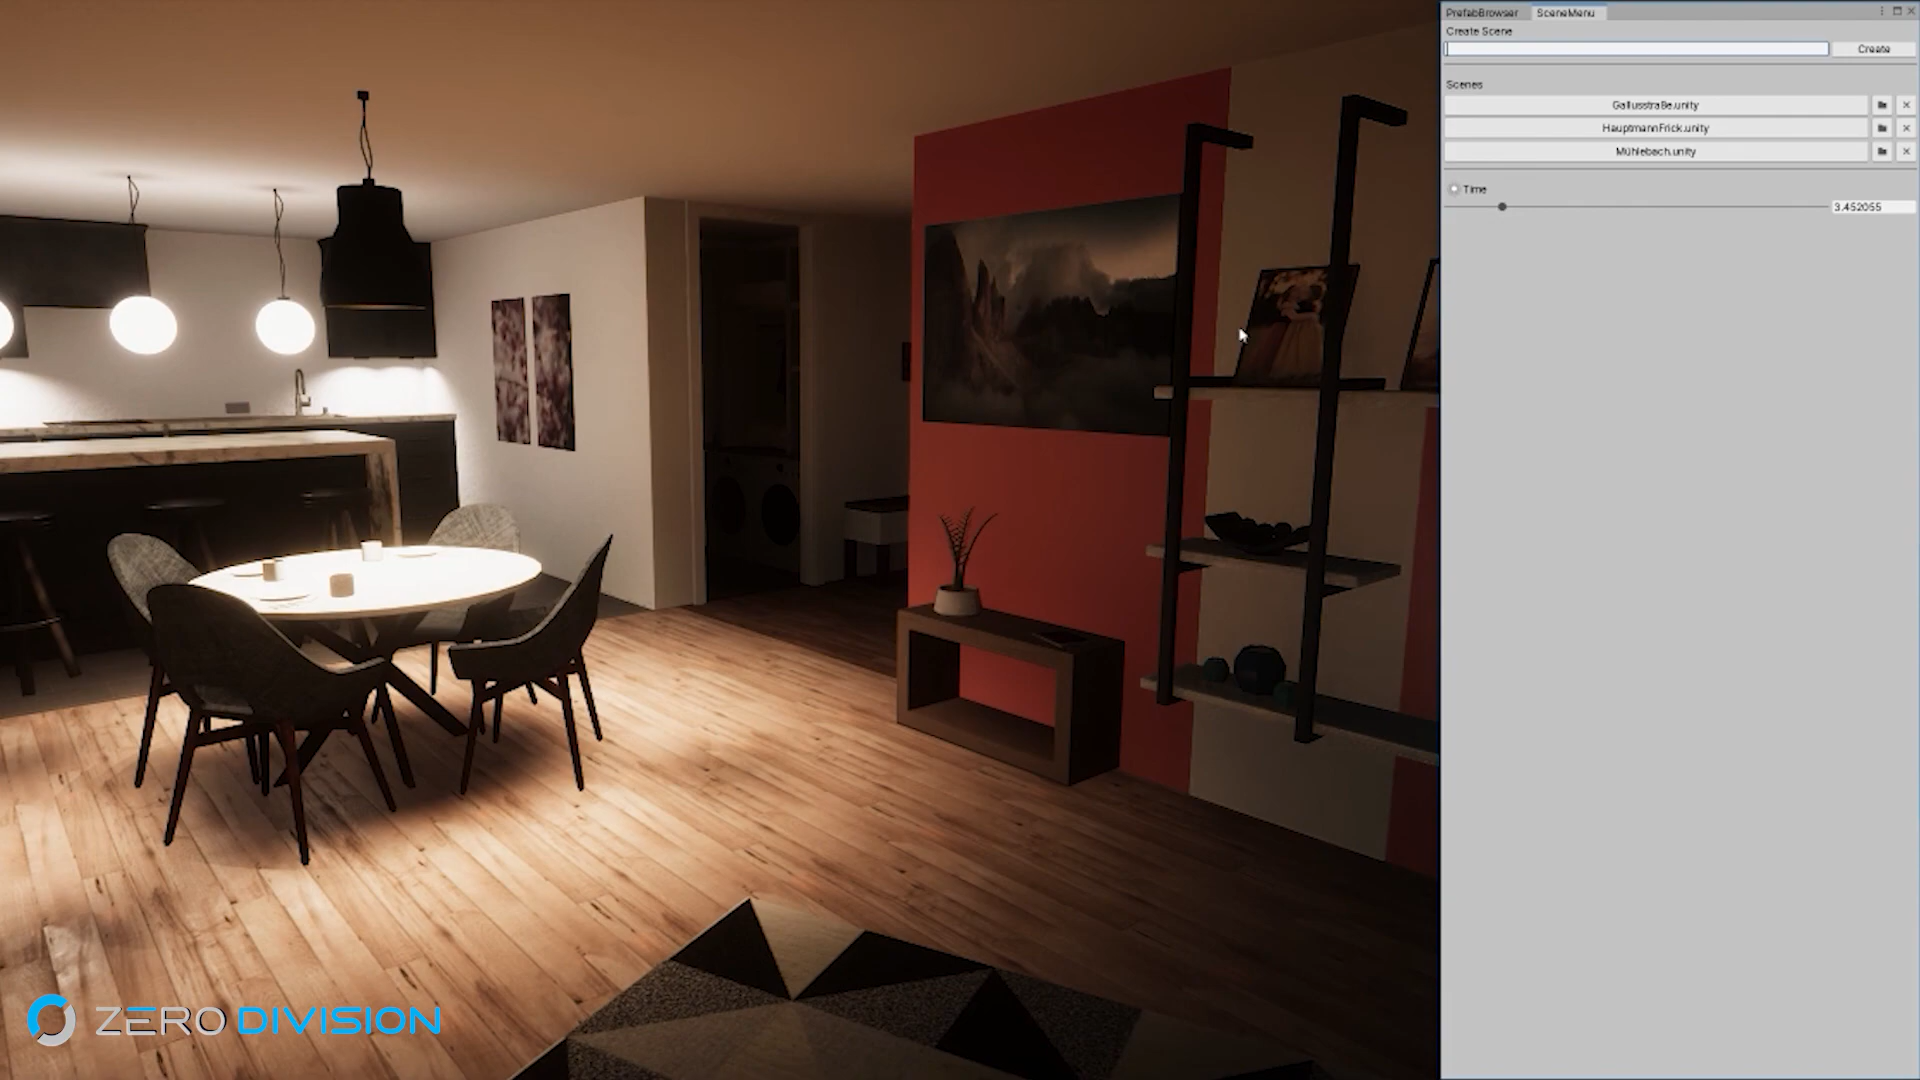 PrefabBrowser SceneMenu
Create Scene
Create
Scenes
Gallusstraße.unity
HauptmannFrick.unity
Mühlebach.unity
Time
3.452055
ZERO DIVISION